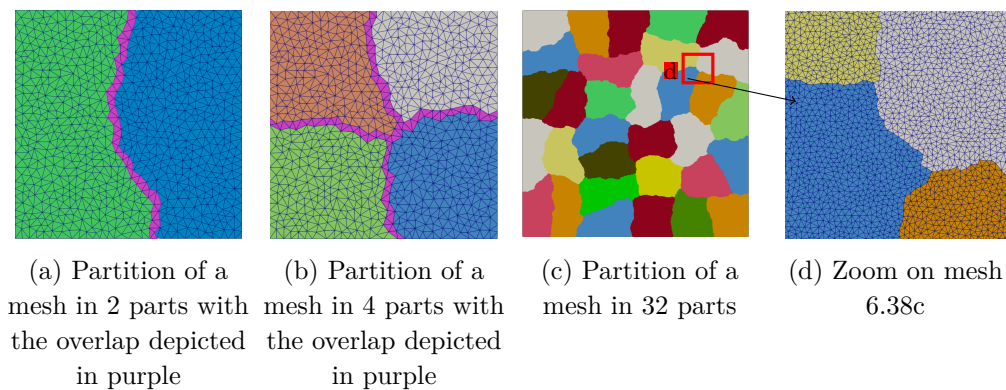 d
(a) Partition of a
mesh in 2 parts with
the overlap depicted
in purple
(b) Partition of a
mesh in 4 parts with
the overlap depicted
in purple
(c) Partition of a
mesh in 32 parts
(d) Zoom on mesh
6.38c